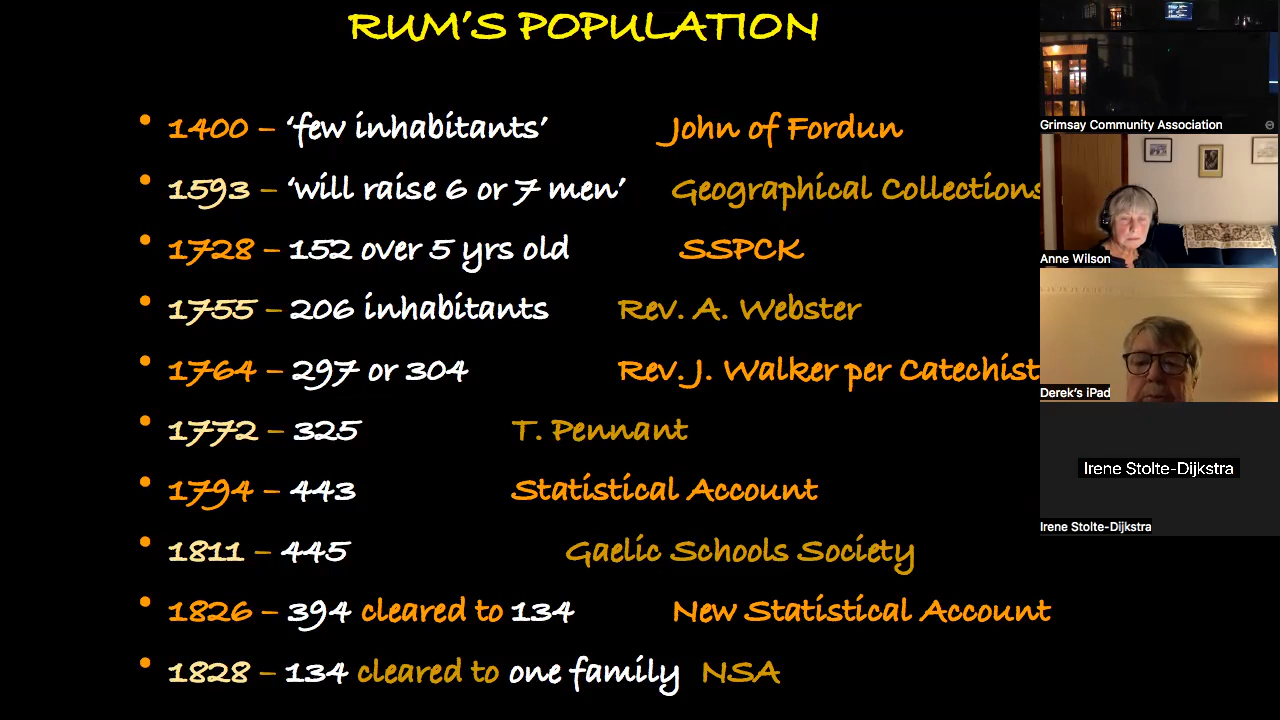 RUM'S POPULATION
• 1400 – 'few inhabitants' John of Fordun
• 1593 – 'will raise 6 or 7 men' Geographical Collections
• 1728 – 152 over 5 yrs old SSPCK
• 1755 – 206 inhabitants Rev. A. Webster
• 1764 – 297 or 304 Rev. J. Walker per Catechist
• 1772 – 325 T. Pennant
• 1794 – 443 Statistical Account
• 1811 – 445 Gaelic Schools Society
• 1826 – 394 cleared to 134 New Statistical Account
• 1828 – 134 cleared to one family NSA
Grimsay Community Association
Anne Wilson
Derek's iPad
Irene Stolte-Dijkstra
Irene Stolte-Dijkstra